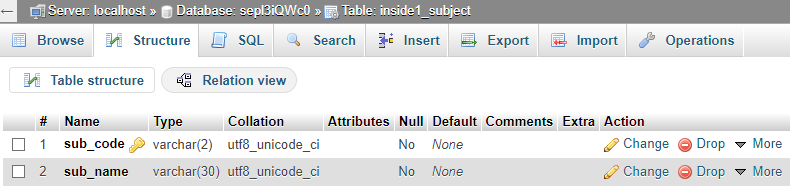 ← Server: localhost » Database: sepl3iQWc0 » Table: inside1_subject
Browse Structure SQL Search Insert Export Import Operations
Table structure Relation view
# Name Type Collation Attributes Null Default Comments Extra Action
1 sub_code varchar(2) utf8_unicode_ci No None Change Drop More
2 sub_name varchar(30) utf8_unicode_ci No None Change Drop More